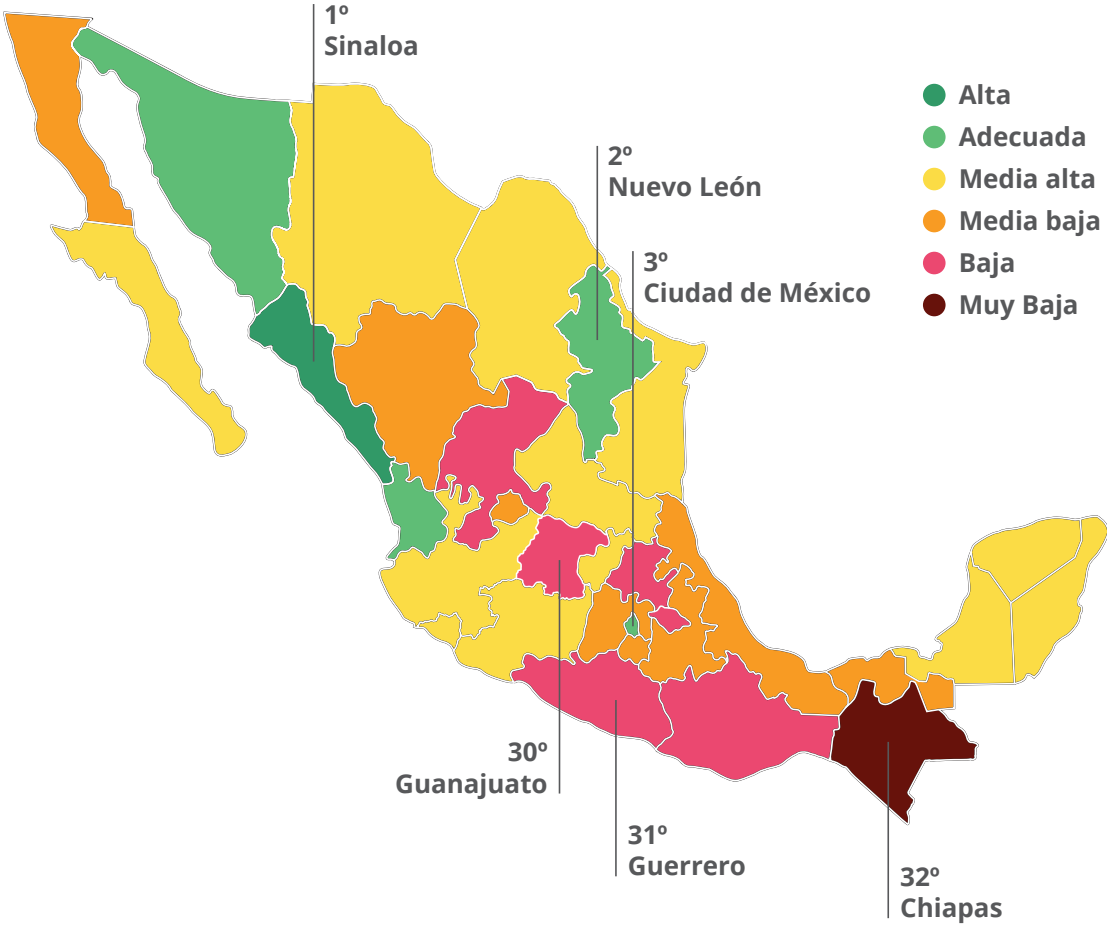 1º
Sinaloa
2º
Nuevo León
3º
Ciudad de México
Alta
Adecuada
Media alta
Media baja
Baja
Muy Baja
30º
Guanajuato
31º
Guerrero
32º
Chiapas